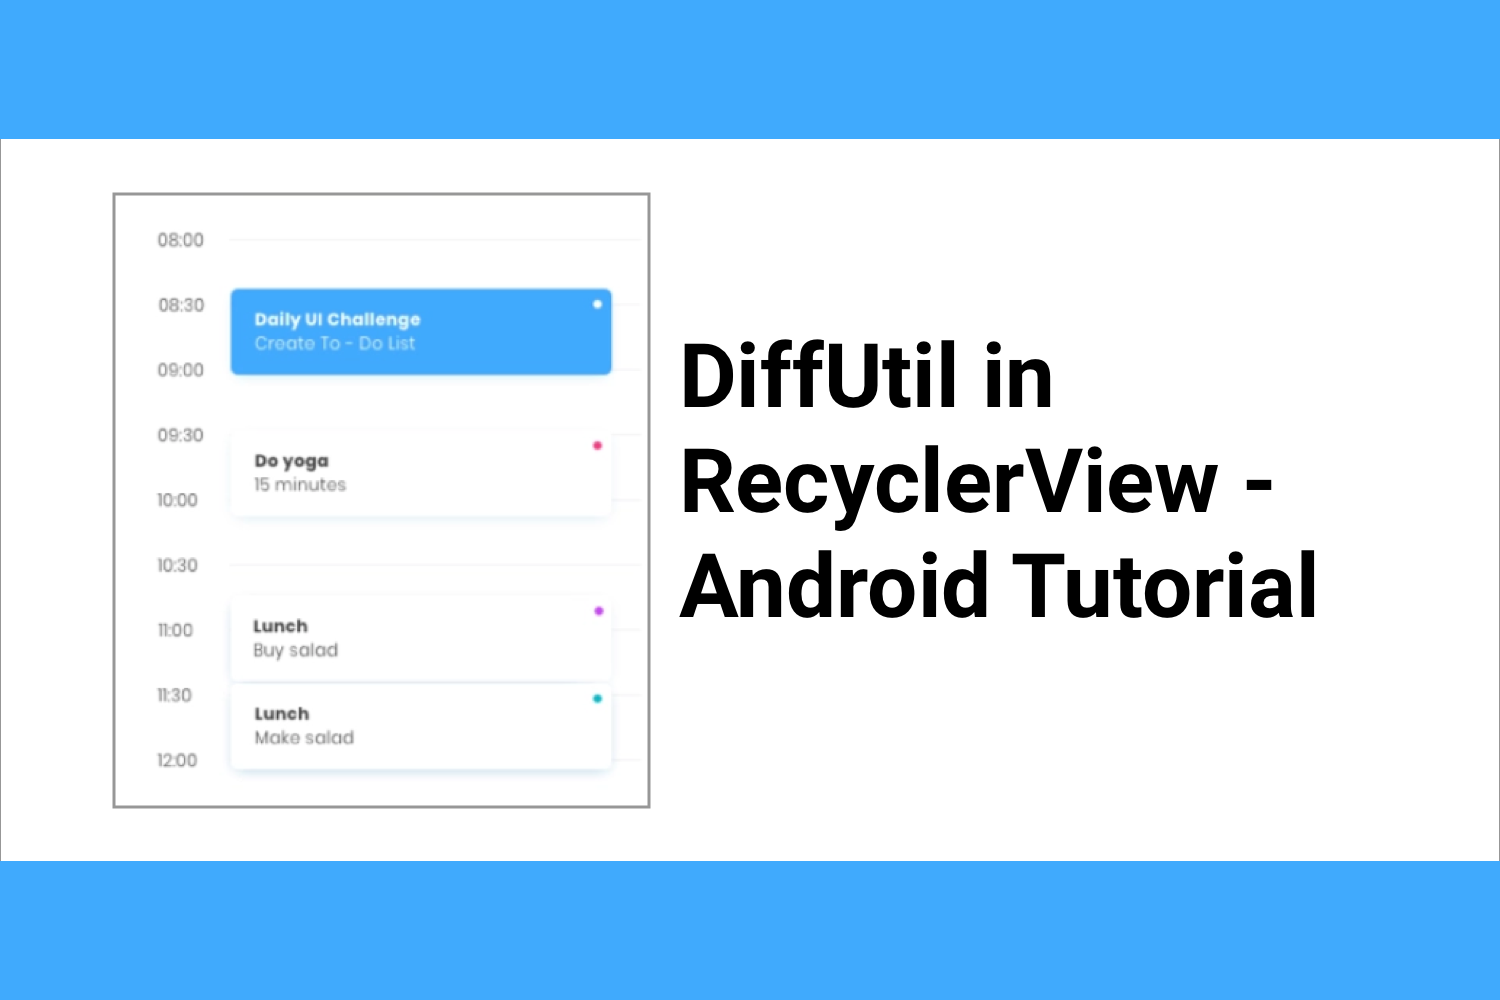 08:00
08:30
Daily UI Challenge
Create To - Do List
09:00
09:30
Do yoga
15 minutes
10:00
10:30
11:00
Lunch
Buy salad
11:30
Lunch
Make salad
12:00
DiffUtil in
RecyclerView -
Android Tutorial